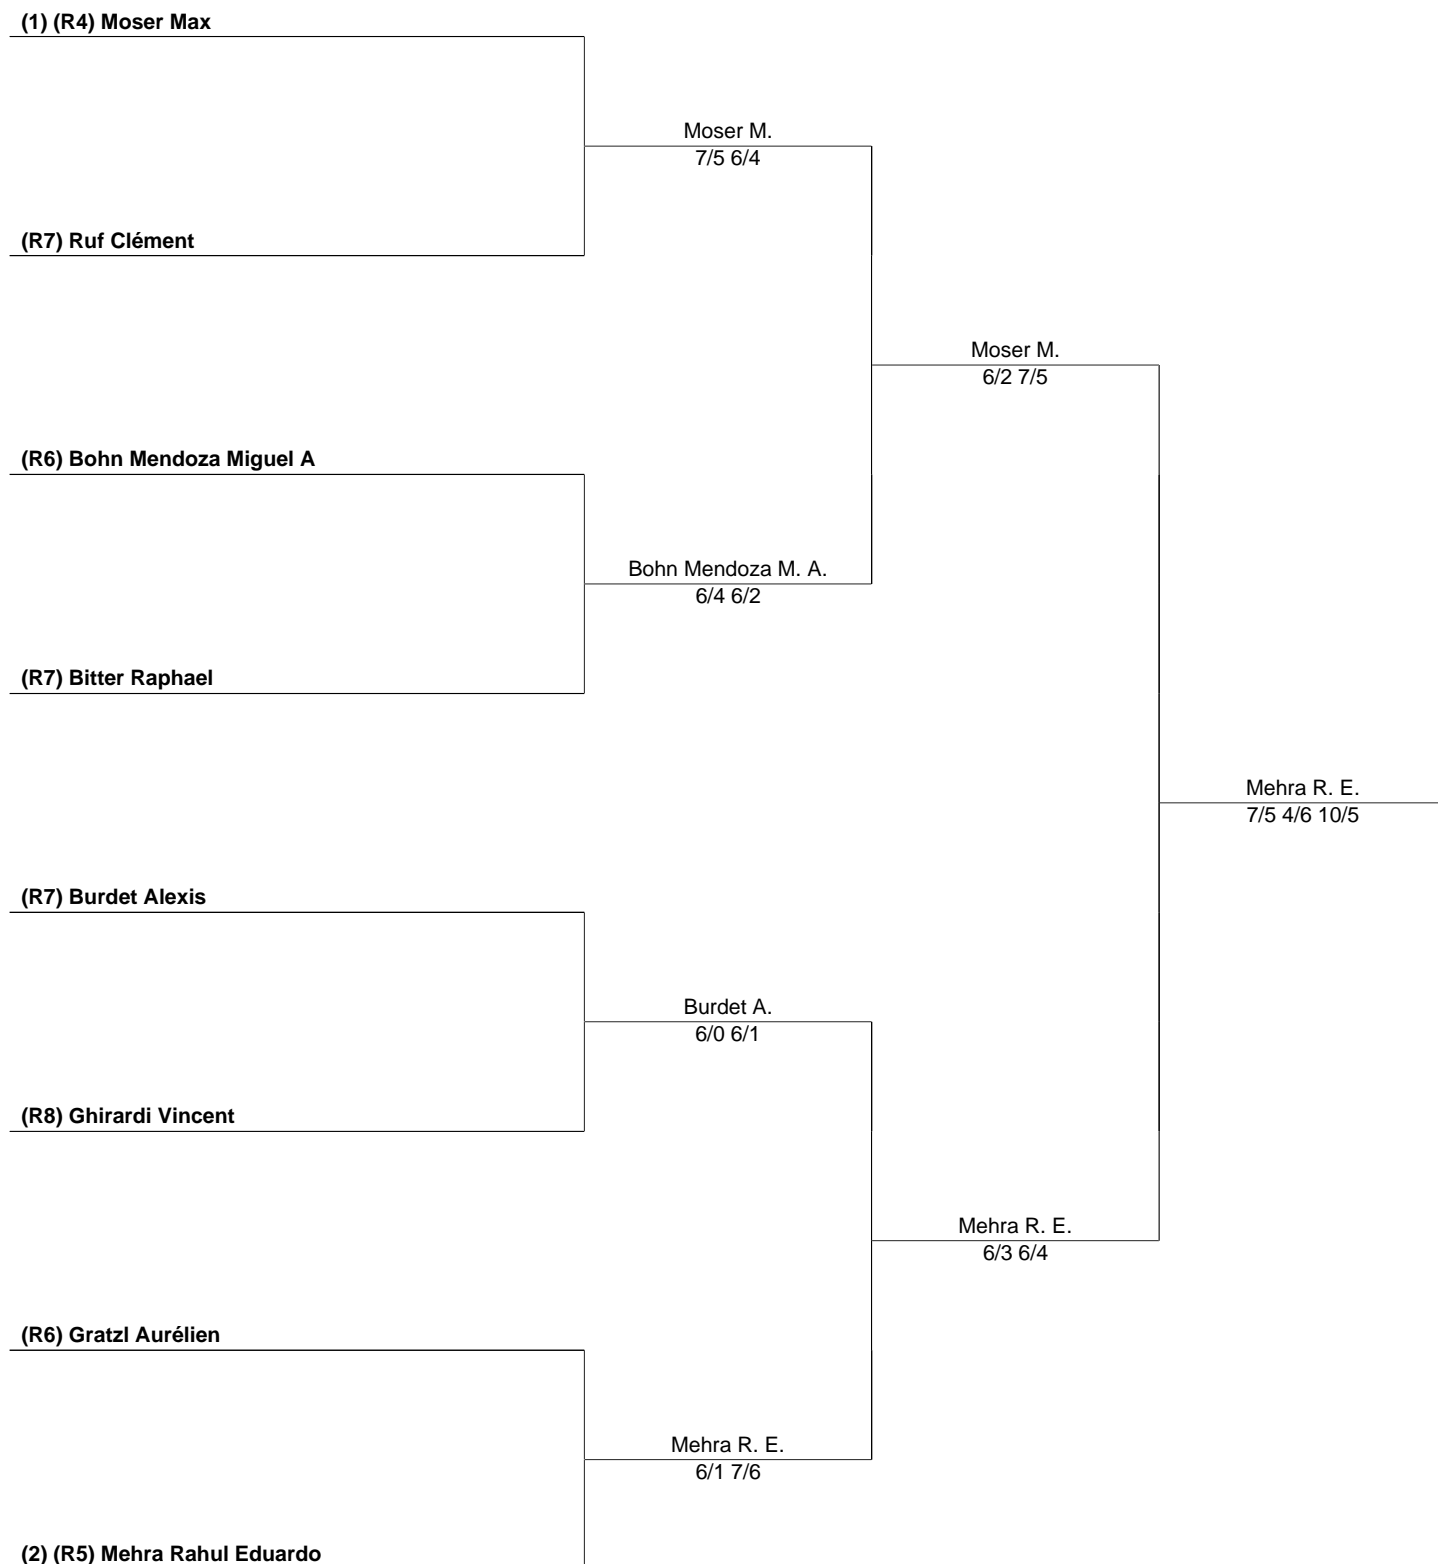 (1) (R4) Moser Max
Moser M.
7/5 6/4
(R7) Ruf Clément
Moser M.
6/2 7/5
(R6) Bohn Mendoza Miguel A
Bohn Mendoza M. A.
6/4 6/2
(R7) Bitter Raphael
Mehra R. E.
7/5 4/6 10/5
(R7) Burdet Alexis
Burdet A.
6/0 6/1
(R8) Ghirardi Vincent
Mehra R. E.
6/3 6/4
(R6) Gratzl Aurélien
Mehra R. E.
6/1 7/6
(2) (R5) Mehra Rahul Eduardo